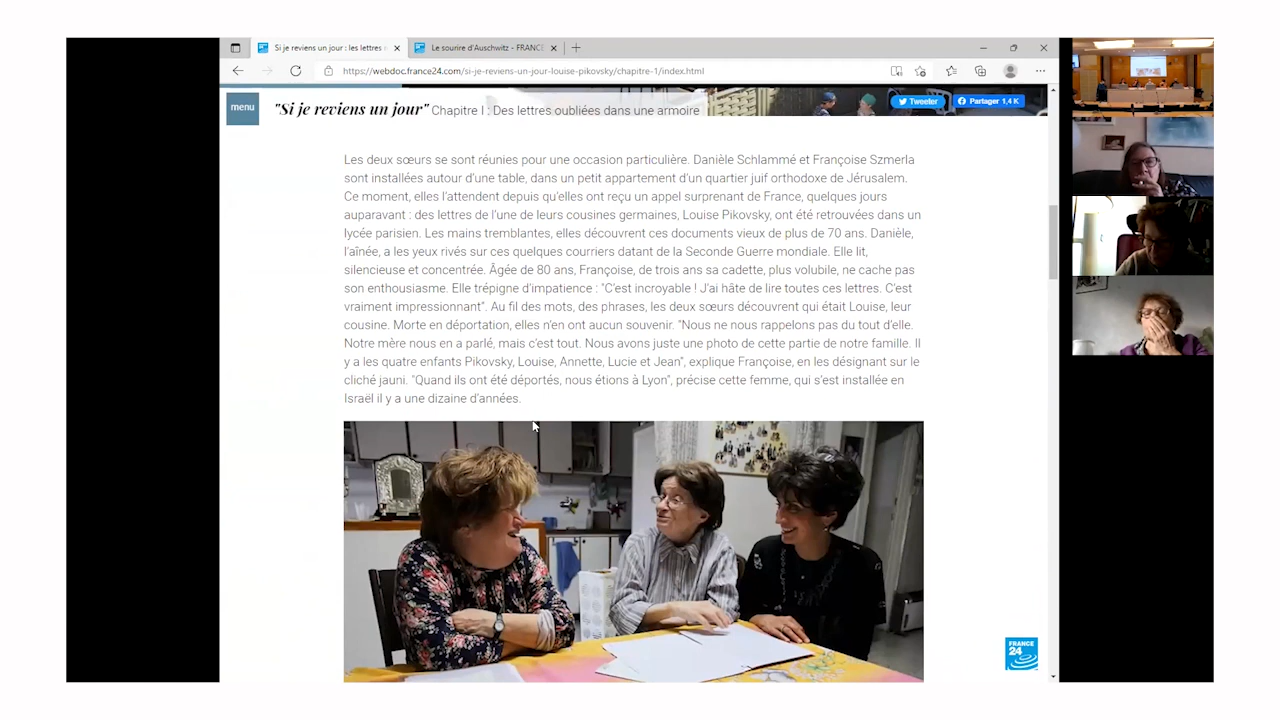 Si je reviens un jour : les lettres
Le sourire d'Auschwitz - FRANC
https://webdoc.france24.com/si-je-reviens-un-jour-louise-pikovsky/chapitre-1/index.html
menu
"Si je reviens un jour" Chapitre I : Des lettres oubliées dans une armoire
Tweeter
Partager 1,4 K
Les deux sœurs se sont réunies pour une occasion particulière. Danièle Schlammé et Françoise Szmerla
sont installées autour d'une table, dans un petit appartement d'un quartier juif orthodoxe de Jérusalem.
Ce moment, elles l'attendent depuis qu'elles ont reçu un appel surprenant de France, quelques jours
auparavant : des lettres de l'une de leurs cousines germaines, Louise Pikovsky, ont été retrouvées dans un
lycée parisien. Les mains tremblantes, elles découvrent ces documents vieux de plus de 70 ans. Danièle,
l'aînée, a les yeux rivés sur ces quelques courriers datant de la Seconde Guerre mondiale. Elle lit,
silencieuse et concentrée. Âgée de 80 ans, Françoise, de trois ans sa cadette, plus volubile, ne cache pas
son enthousiasme. Elle trépigne d'impatience : "C'est incroyable ! J'ai hâte de lire toutes ces lettres. C'est
vraiment impressionnant". Au fil des mots, des phrases, les deux sœurs découvrent qui était Louise, leur
cousine. Morte en déportation, elles n'en ont aucun souvenir. "Nous ne nous rappelons pas du tout d'elle.
Notre mère nous en a parlé, mais c'est tout. Nous avons juste une photo de cette partie de notre famille. Il
y a les quatre enfants Pikovsky, Louise, Annette, Lucie et Jean", explique Françoise, en les désignant sur le
cliché jauni. "Quand ils ont été déportés, nous étions à Lyon", précise cette femme, qui s'est installée en
Israël il y a une dizaine d'années.
FRANCE
24